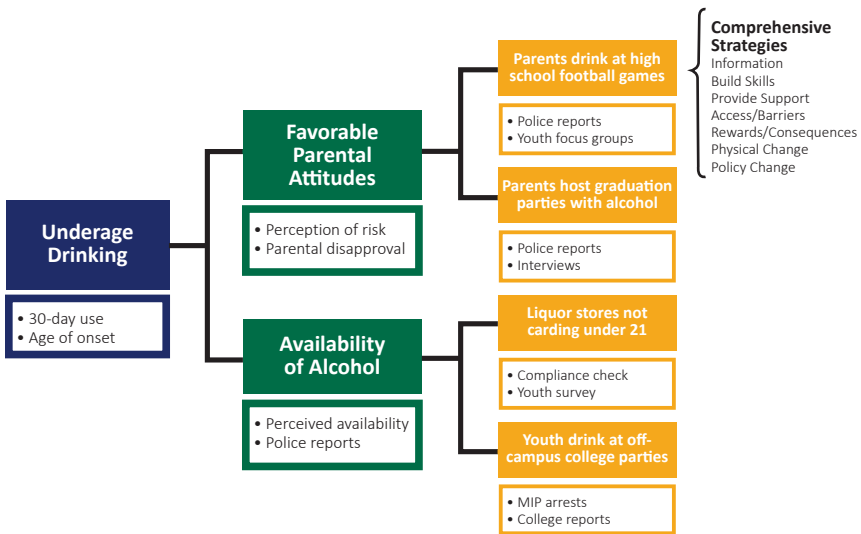 Underage
Drinking
• 30-day use
• Age of onset
Favorable
Parental
Attitudes
• Perception of risk
• Parental disapproval
Availability
of Alcohol
• Perceived availability
• Police reports
Parents drink at high
school football games
• Police reports
• Youth focus groups
Parents host graduation
parties with alcohol
• Police reports
• Interviews
Liquor stores not
carding under 21
• Compliance check
• Youth survey
Youth drink at off-
campus college parties
• MIP arrests
• College reports
Comprehensive
Strategies
Information
Build Skills
Provide Support
Access/Barriers
Rewards/Consequences
Physical Change
Policy Change